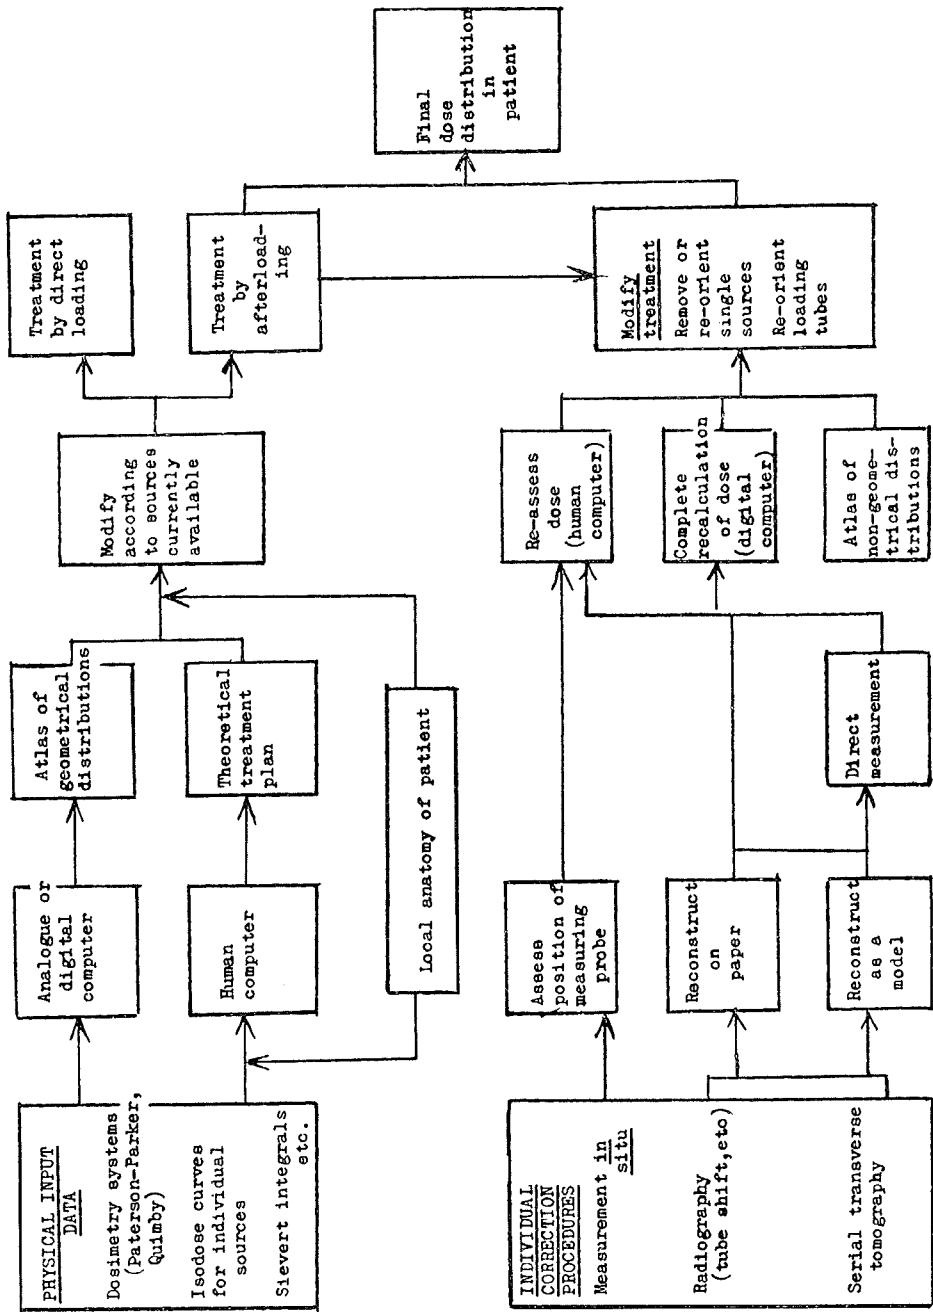 PHYSICAL INPUT
DATA
Dosimetry systems
(Paterson-Parker,
Quimby)
Isodose curves
for individual
sources
Sievert integrals
etc.
Analogue or
digital
computer
Human
computer
Atlas of
geometrical
distributions
Theoretical
treatment
plan
Local anatomy of patient
Modify
according
to sources
currently
available
Treatment
by direct
loading
Treatment
by
afterload-
ing
Final
dose
distribution
in
patient
INDIVIDUAL
CORRECTION
PROCEDURES
Measurement in
situ
Radiography
(tube shift, etc)
Serial transverse
tomography
Assess
position of
measuring
probe
Reconstruct
on
paper
Reconstruct
as a
model
Direct
measurement
Re-assess
dose
(human
computer)
Complete
recalculation
of dose
(digital
computer)
Atlas of
non-geome-
trical dis-
tributions
Modify
treatment
Remove or
re-orient
single
sources
Re-orient
loading
tubes